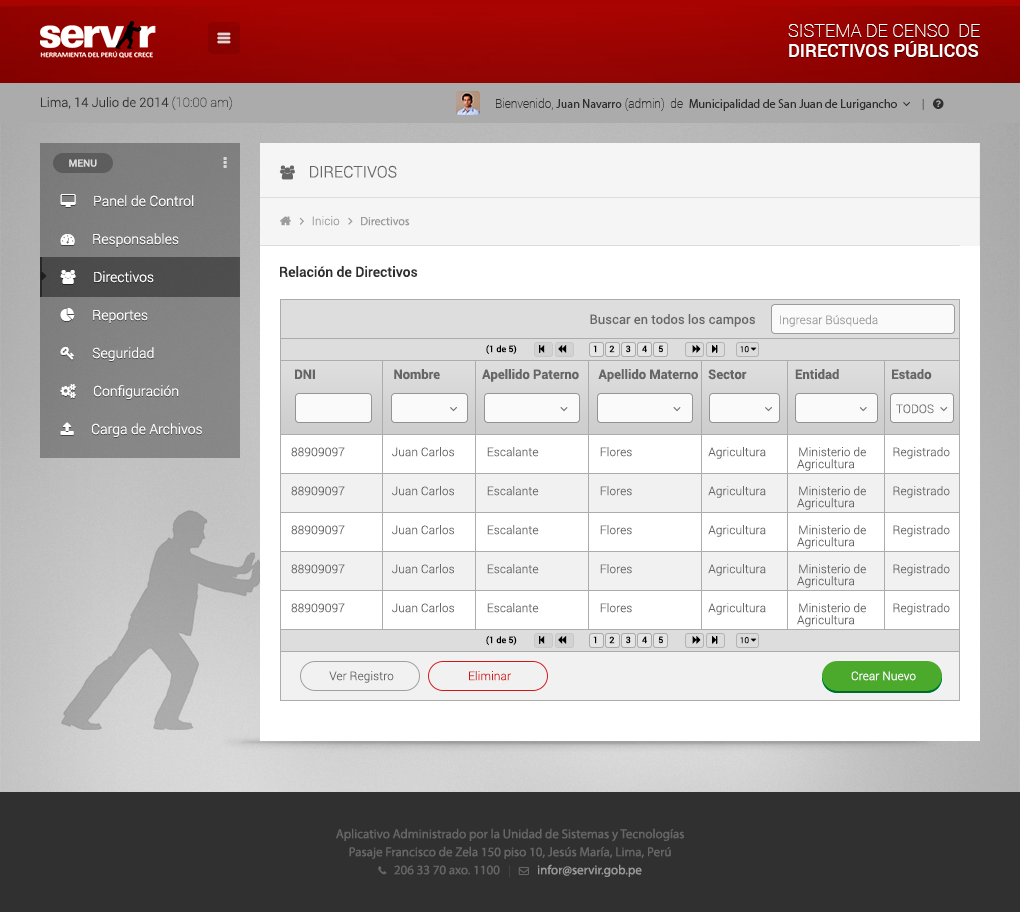 servir
HERRAMIENTA DEL PERÚ QUE CRECE
SISTEMA DE CENSO DE
DIRECTIVOS PÚBLICOS
Lima, 14 Julio de 2014 (10:00 am)
Bienvenido, Juan Navarro (admin) de Municipalidad de San Juan de Lurigancho |
MENU
Panel de Control
Responsables
Directivos
Reportes
Seguridad
Configuración
Carga de Archivos
DIRECTIVOS
Inicio > Directivos
Relación de Directivos
Buscar en todos los campos Ingresar Búsqueda
(1 de 5) 1 2 3 4 5 10
DNI Nombre Apellido Paterno Apellido Materno Sector Entidad Estado
TODOS
88909097 Juan Carlos Escalante Flores Agricultura Ministerio de Registrado
Agricultura
88909097 Juan Carlos Escalante Flores Agricultura Ministerio de Registrado
Agricultura
88909097 Juan Carlos Escalante Flores Agricultura Ministerio de Registrado
Agricultura
88909097 Juan Carlos Escalante Flores Agricultura Ministerio de Registrado
Agricultura
88909097 Juan Carlos Escalante Flores Agricultura Ministerio de Registrado
Agricultura
(1 de 5) 1 2 3 4 5 10
Ver Registro Eliminar Crear Nuevo
Aplicativo Administrado por la Unidad de Sistemas y Tecnologías
Pasaje Francisco de Zela 150 piso 10, Jesús María, Lima, Perú
206 33 70 axo. 1100 | infor@servir.gob.pe